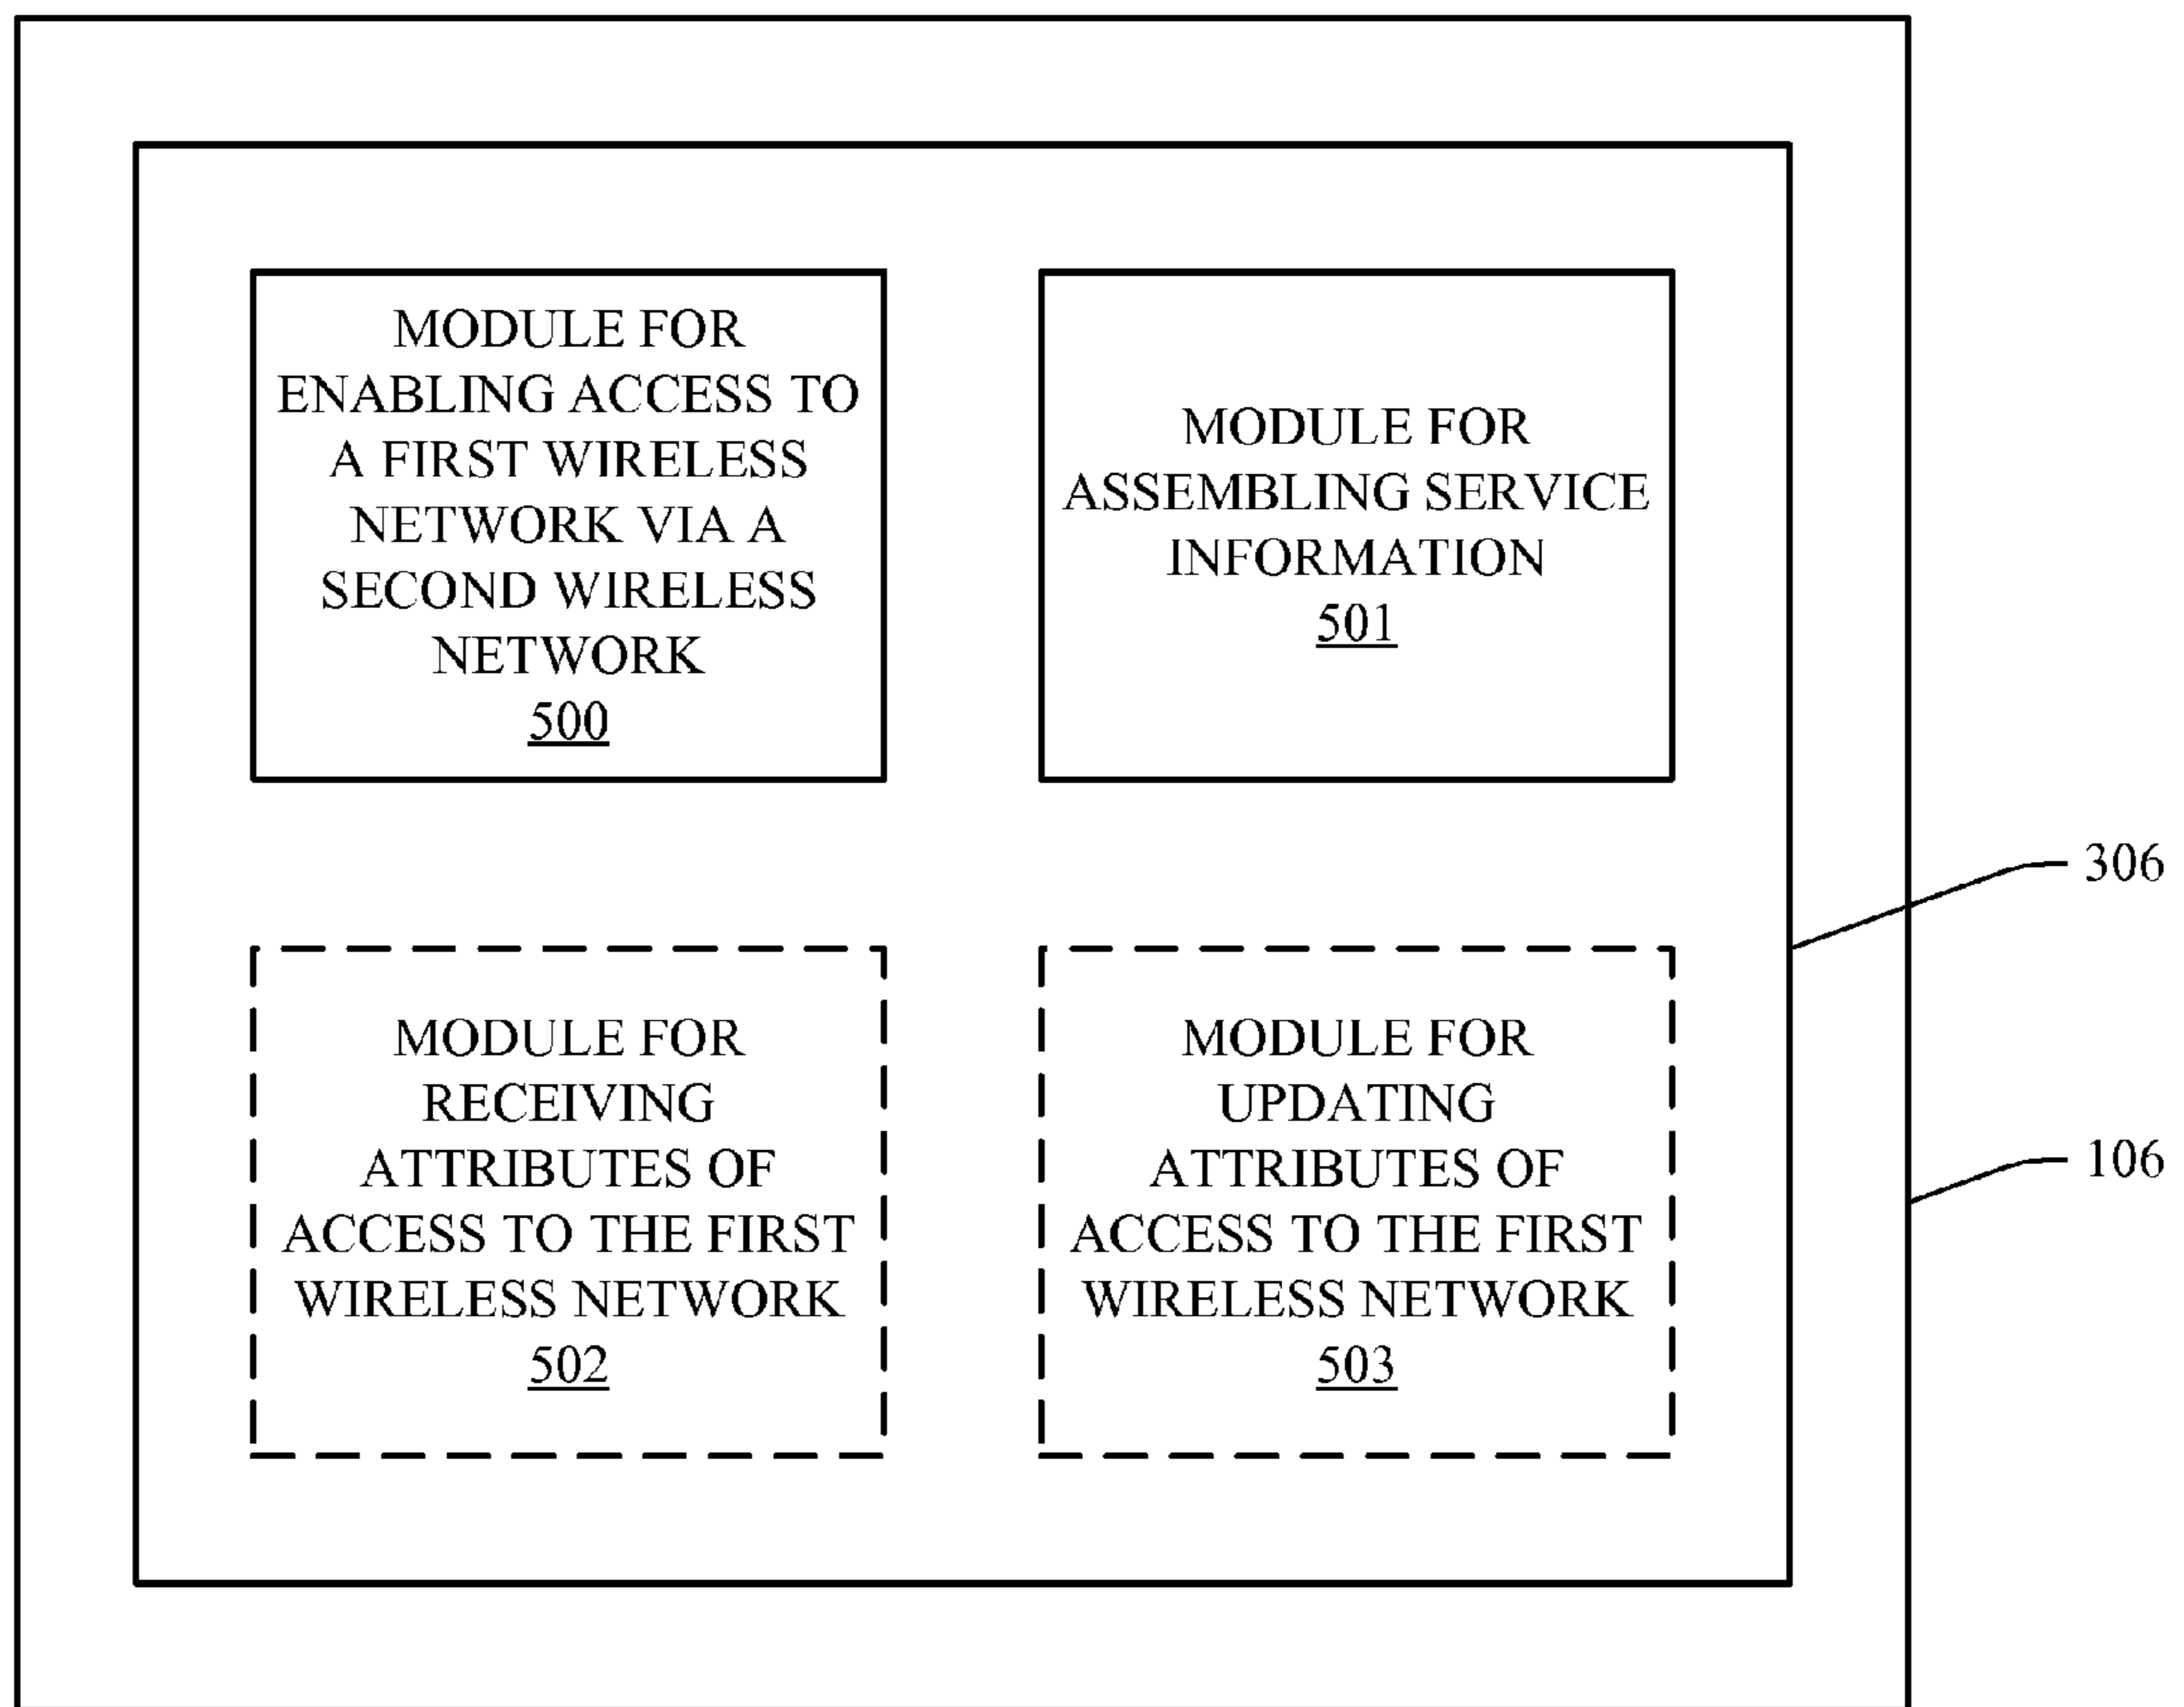 MODULE FOR
ENABLING ACCESS TO
A FIRST WIRELESS
NETWORK VIA A
SECOND WIRELESS
NETWORK
500
MODULE FOR
ASSEMBLING SERVICE
INFORMATION
501
306
MODULE FOR
RECEIVING
ATTRIBUTES OF
ACCESS TO THE FIRST
WIRELESS NETWORK
502
MODULE FOR
UPDATING
ATTRIBUTES OF
ACCESS TO THE FIRST
WIRELESS NETWORK
503
106